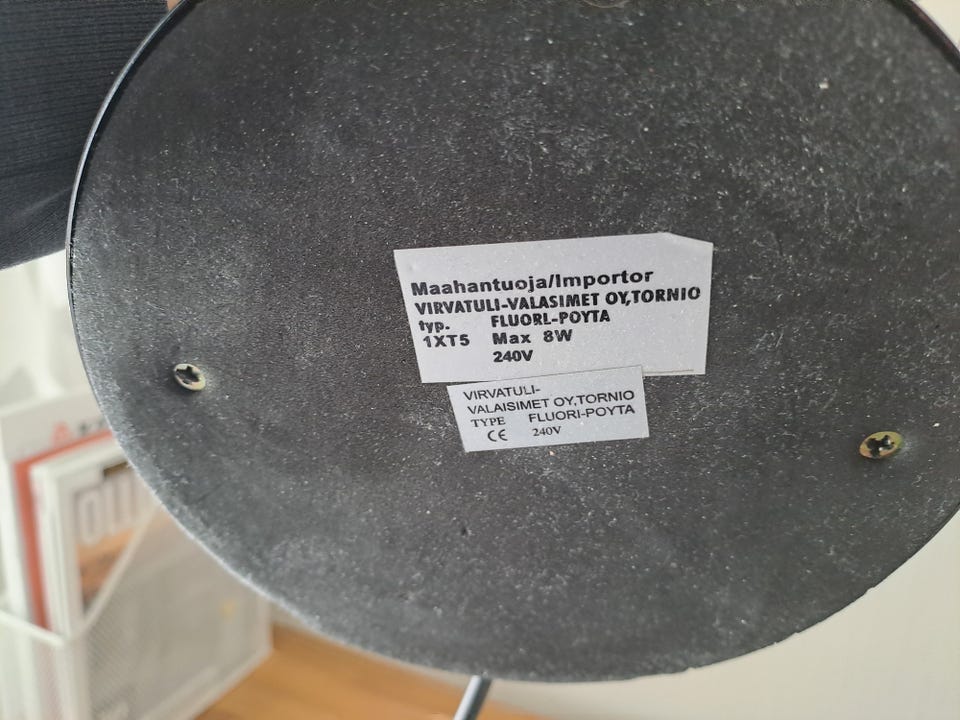 Maahantuoja/Importor
VIRVATULI-VALASIMET OY,TORNIO
typ. FLUORL-POYTA
1XT5 Max 8W
240V
VIRVATULI-
VALAISIMET OY,TORNIO
TYPE FLUORI-POYTA
CE 240V